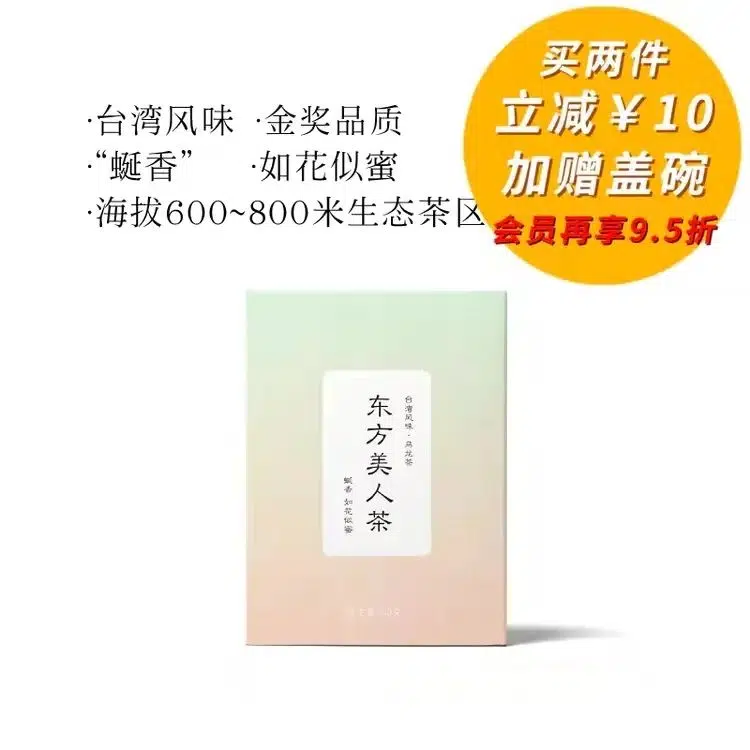 ·台湾风味 ·金奖品质
·“蜒香” ·如花似蜜
·海拔600~800米生态茶区
买两件
立减￥10
加赠盖碗
会员再享9.5折
台湾风味·乌龙茶
东方美人茶
蜒香 如花似蜜